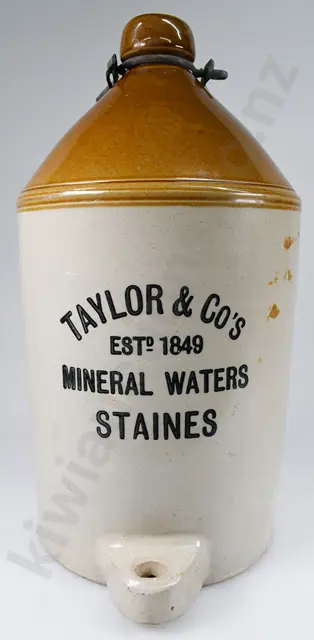 TAYLOR & Co's
ESTD 1849
MINERAL WATERS
STAINES